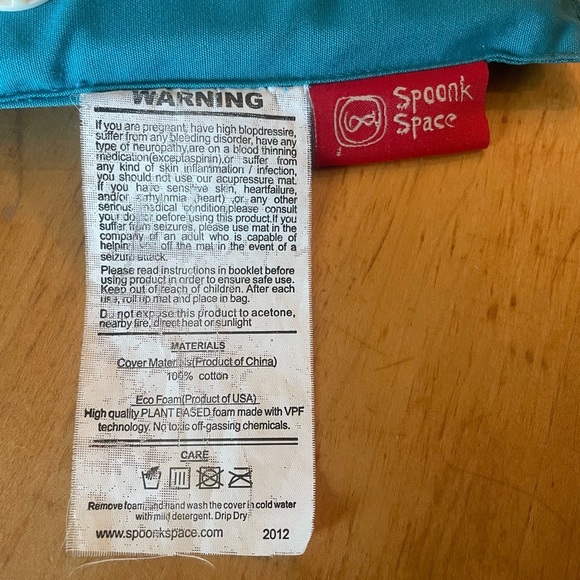 WARNING
Spoonk
Space
If you are pregnant, have high blopdressire,
suffer from any bleeding disorder, have any
type of neuropathy,are on a blood thinning
medication(exceptaspinin),or suffer from
any kind of skin imflammation / infection,
you should not use our acupressure mat.
If you have sensitive skin, heartfailure,
and/or arrhylnmia (heart) ,or any other
serious medical condition,please consult
your doctor oefore using this product.If you
suffer from seizures, please use mat in the
company of an adult who is capable of
helping off the mat in the event of a
seizure attack.
Please read instructions in booklet before
using product in order to ensure safe use.
Keep out of reach of children. After each
use, roll up mat and place in bag.
Do not expose this product to acetone,
nearby fire, direct heat or sunlight
MATERIALS
Cover Materials(Product of China)
100% cotton
Eco Foam(Product of USA)
High quality PLANT BASED foam made with VPF
technology. No toxic off-gassing chemicals.
CARE
Remove foam and hand wash the cover in cold water
with mild detergent. Drip Dry
www.spoonkspace.com 2012